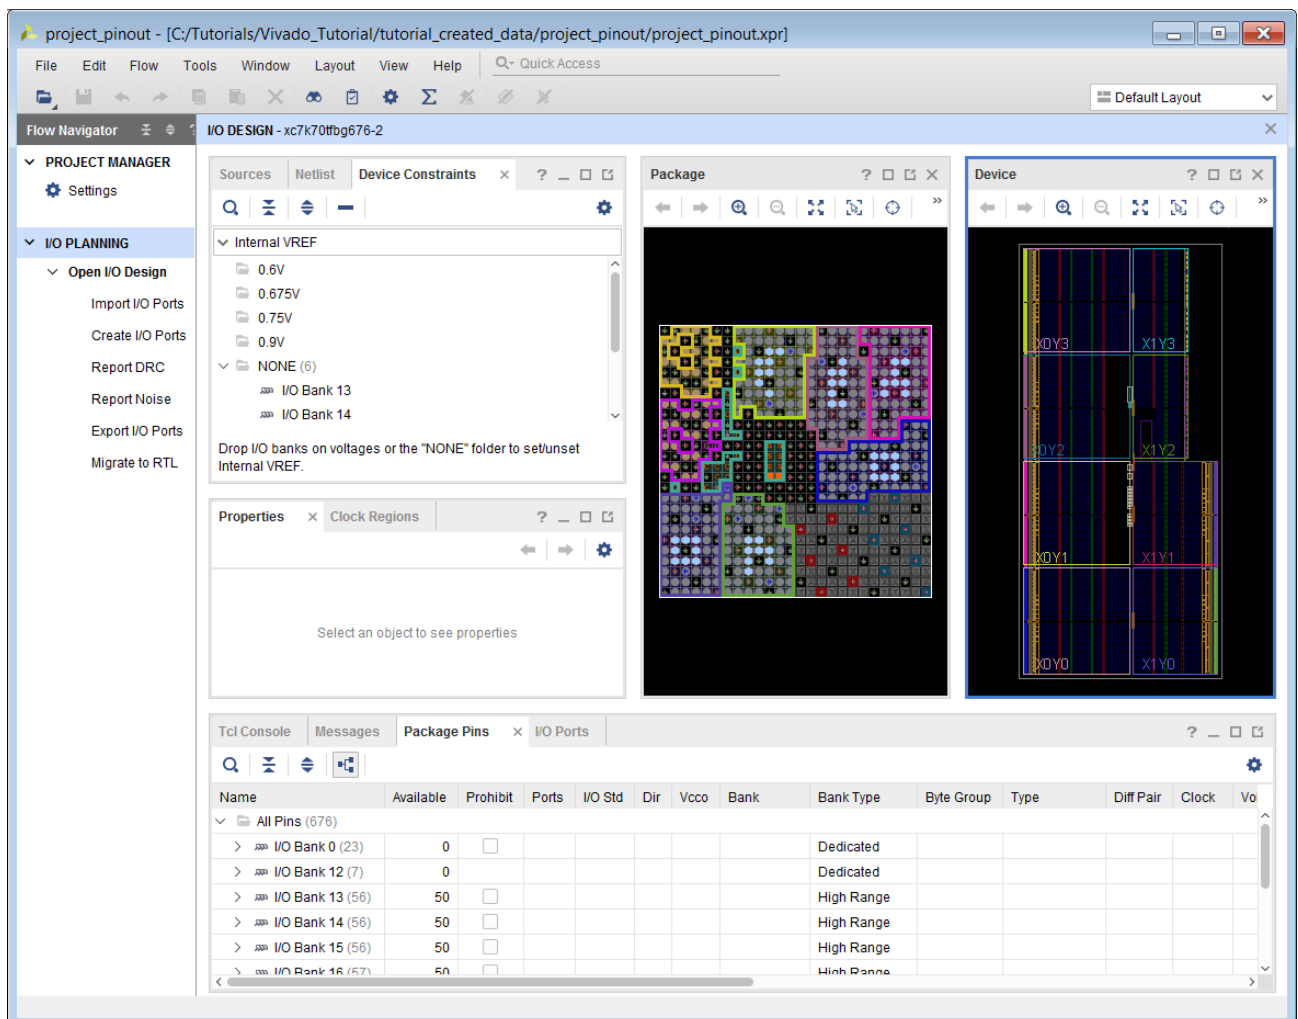 project_pinout - [C:/Tutorials/Vivado_Tutorial/tutorial_created_data/project_pinout/project_pinout.xpr]
File Edit Flow Tools Window Layout View Help Quick Access
Default Layout
Flow Navigator
I/O DESIGN - xc7k70tfbg676-2
PROJECT MANAGER
Settings
I/O PLANNING
Open I/O Design
Import I/O Ports
Create I/O Ports
Report DRC
Report Noise
Export I/O Ports
Migrate to RTL
Sources Netlist Device Constraints
Internal VREF
0.6V
0.675V
0.75V
0.9V
NONE (6)
I/O Bank 13
I/O Bank 14
Drop I/O banks on voltages or the "NONE" folder to set/unset
Internal VREF.
Properties Clock Regions
Select an object to see properties
Package
Device
X0Y3 X1Y3
X0Y2 X1Y2
X0Y1 X1Y1
X0Y0 X1Y0
Tcl Console Messages Package Pins I/O Ports
Name Available Prohibit Ports I/O Std Dir Vcco Bank Bank Type Byte Group Type Diff Pair Clock Vo
All Pins (676)
I/O Bank 0 (23) 0 Dedicated
I/O Bank 12 (7) 0 Dedicated
I/O Bank 13 (56) 50 High Range
I/O Bank 14 (56) 50 High Range
I/O Bank 15 (56) 50 High Range
I/O Bank 16 (57) 50 High Range